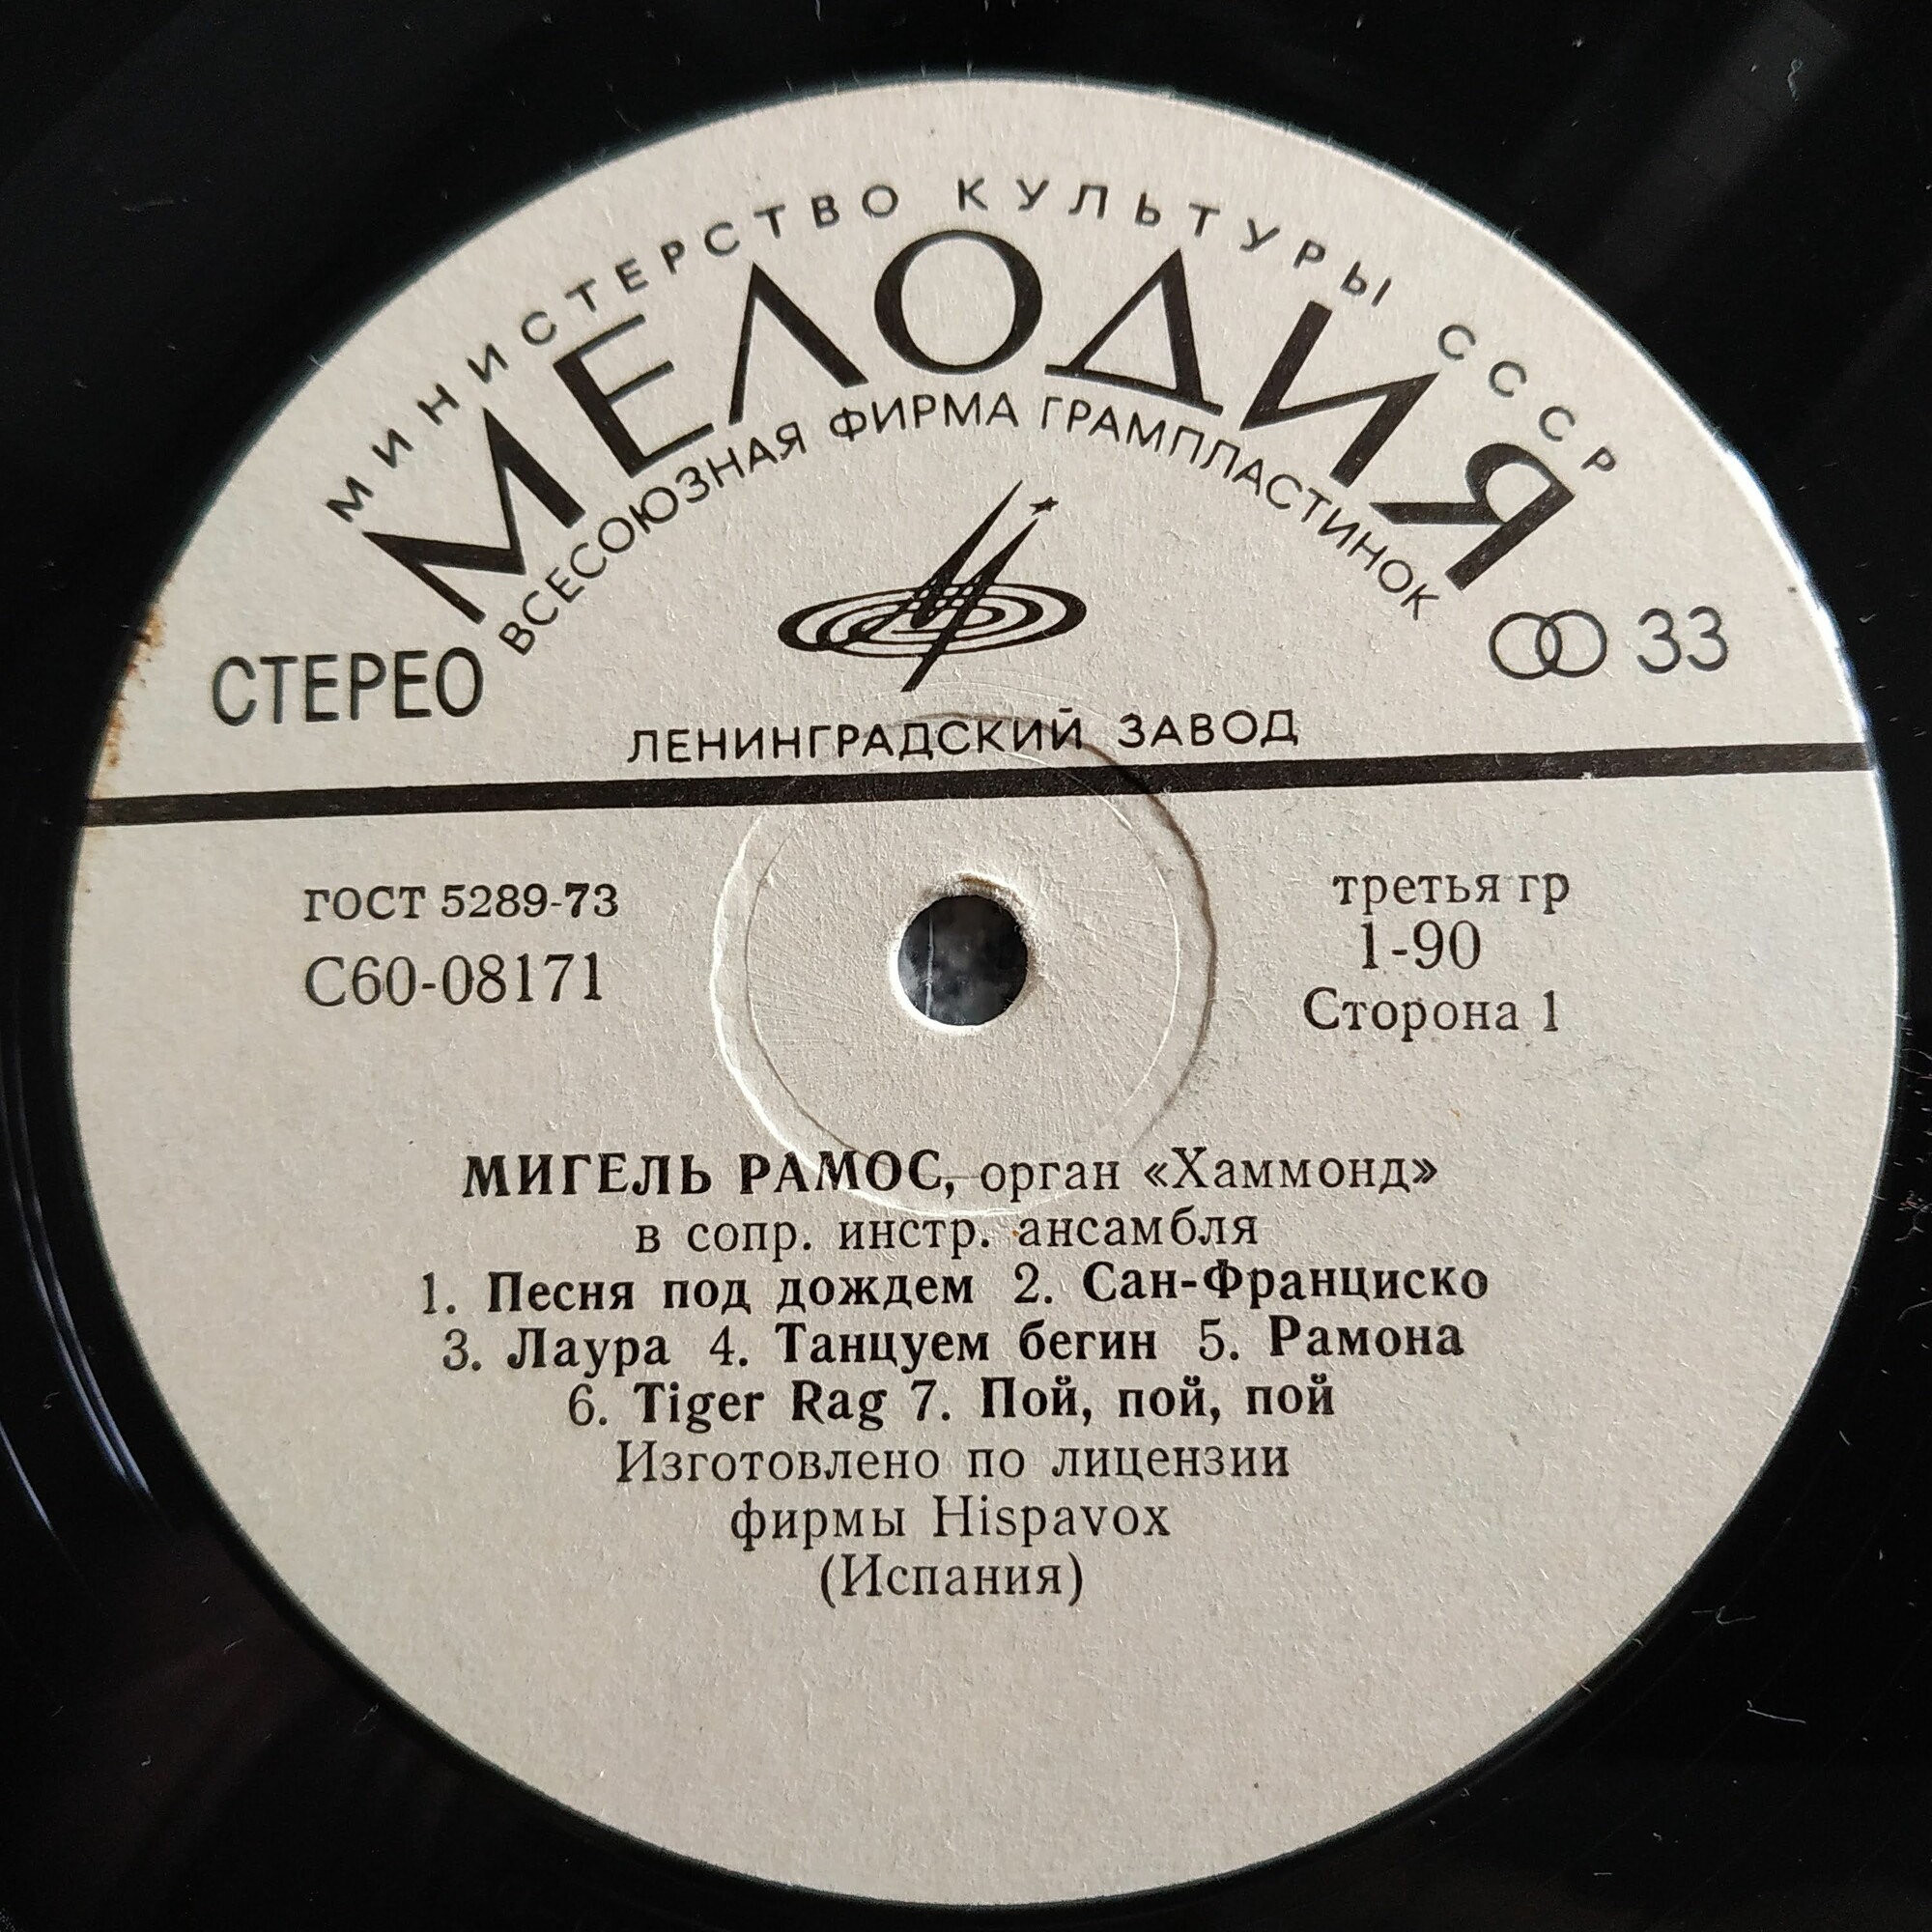 МИНИСТЕРСТВО КУЛЬТУРЫ СССР
МЕЛОДИЯ
ВСЕСОЮЗНАЯ ФИРМА ГРАМПЛАСТИНОК
СТЕРЕО
33
ЛЕНИНГРАДСКИЙ ЗАВОД
ГОСТ 5289-73
С60-08171
третья гр
1-90
Сторона 1
МИГЕЛЬ РАМОС, орган «Хаммонд»
в сопр. инстр. ансамбля
1. Песня под дождем 2. Сан-Франциско
3. Лаура 4. Танцуем бегин 5. Рамона
6. Tiger Rag 7. Пой, пой, пой
Изготовлено по лицензии
фирмы Hispavox
(Испания)